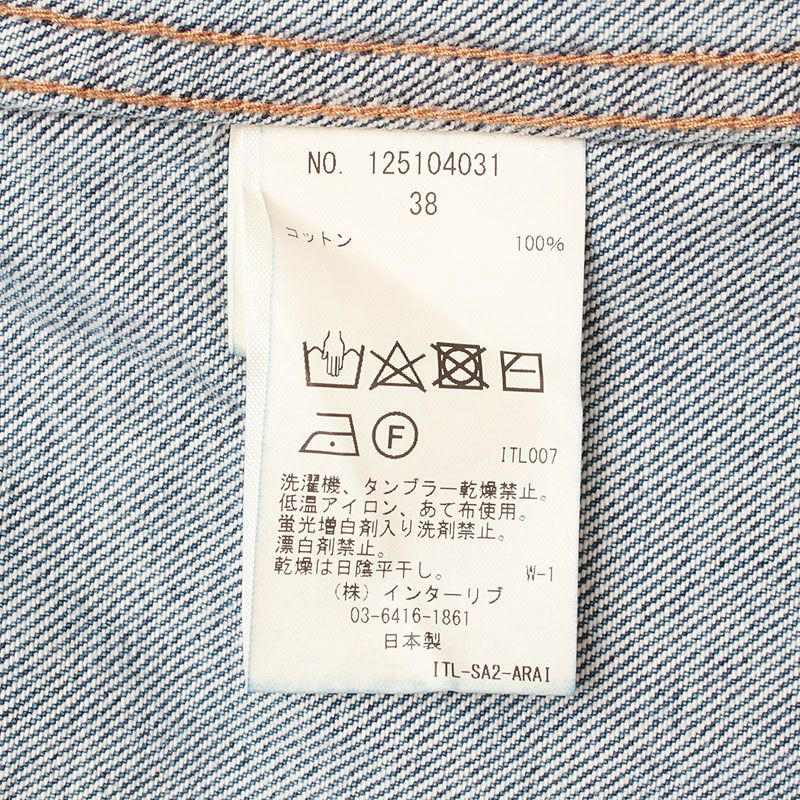 NO. 125104031
38
コットン 100%
F
ITL007
洗濯機、タンブラー乾燥禁止。
低温アイロン、あて布使用。
蛍光増白剤入り洗剤禁止。
漂白剤禁止。
乾燥は日陰平干し。 W-1
(株)インターリブ
03-6416-1861
日本製
ITL-SA2-ARAI